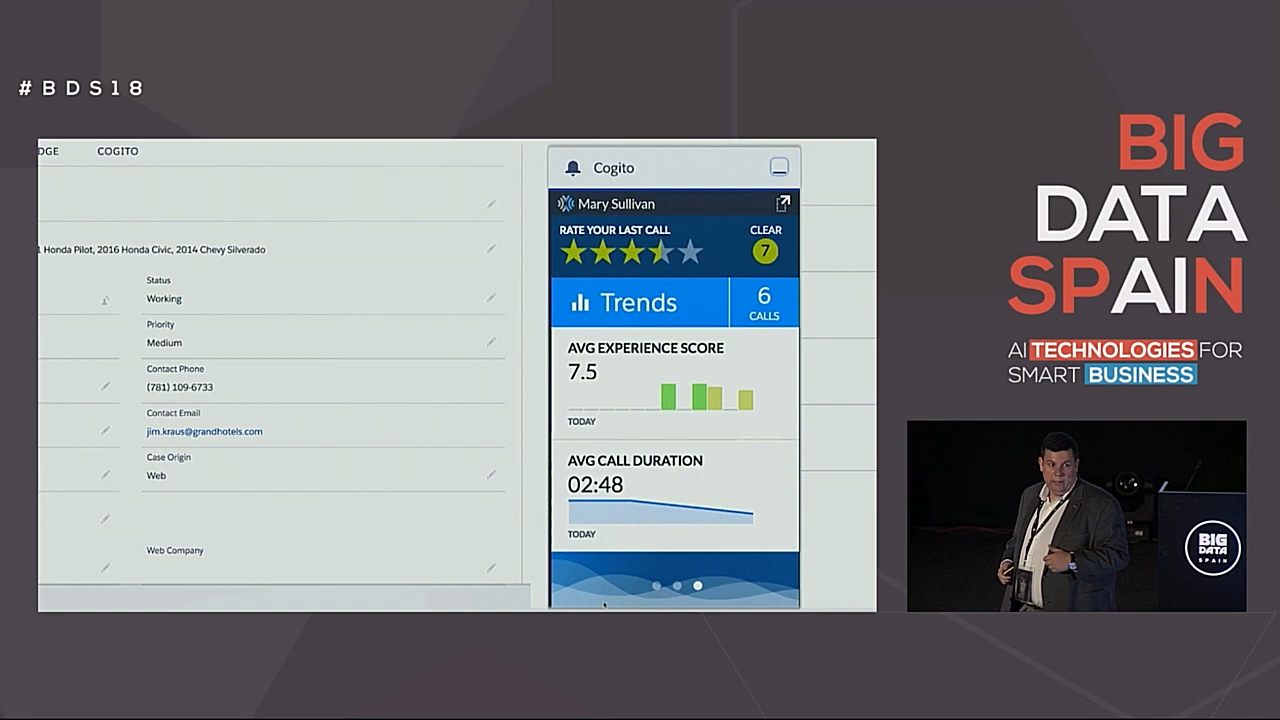 #BDS18
DGE COGITO
1 Honda Pilot, 2016 Honda Civic, 2014 Chevy Silverado
Status
Working
Priority
Medium
Contact Phone
(781) 109-6733
Contact Email
jim.kraus@grandhotels.com
Case Origin
Web
Web Company
Cogito
Mary Sullivan
RATE YOUR LAST CALL
CLEAR
7
Trends
6
CALLS
AVG EXPERIENCE SCORE
7.5
TODAY
AVG CALL DURATION
02:48
TODAY
BIG
DATA
SPAIN
AI TECHNOLOGIES FOR
SMART BUSINESS
BIG
DATA
SPAIN